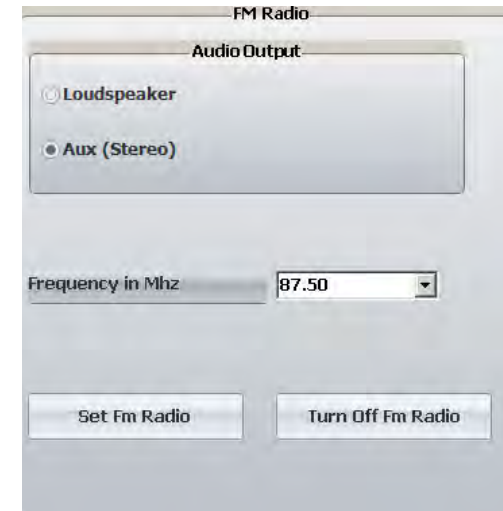 FM Radio
Audio Output
Loudspeaker
Aux (Stereo)
Frequency in Mhz 87.50
Set Fm Radio Turn Off Fm Radio